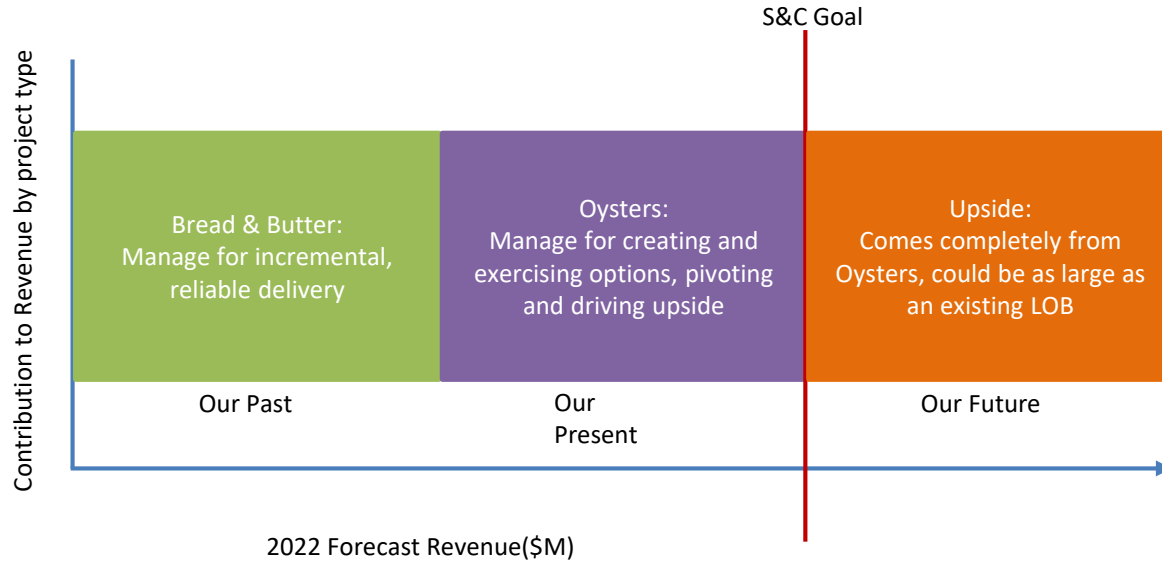 S&C Goal
Contribution to Revenue by project type
Bread & Butter:
Manage for incremental,
reliable delivery
Oysters:
Manage for creating and
exercising options, pivoting
and driving upside
Upside:
Comes completely from
Oysters, could be as large as
an existing LOB
Our Past
Our
Present
Our Future
2022 Forecast Revenue($M)